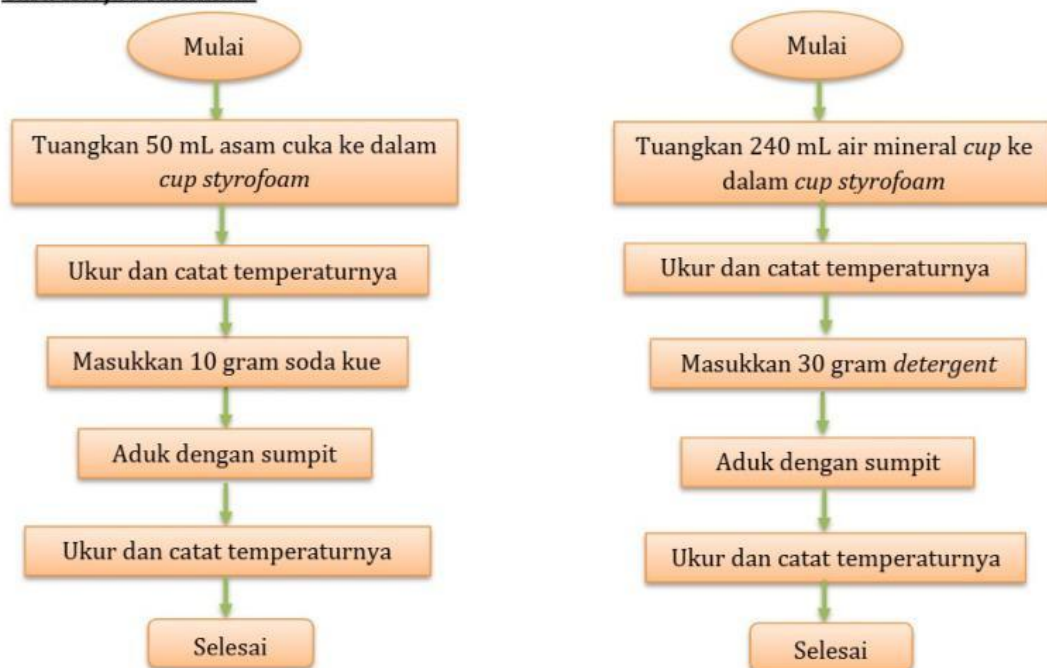 Mulai
Tuangkan 50 mL asam cuka ke dalam
cup styrofoam
Ukur dan catat temperaturnya
Masukkan 10 gram soda kue
Aduk dengan sumpit
Ukur dan catat temperaturnya
Selesai
Mulai
Tuangkan 240 mL air mineral cup ke
dalam cup styrofoam
Ukur dan catat temperaturnya
Masukkan 30 gram detergent
Aduk dengan sumpit
Ukur dan catat temperaturnya
Selesai